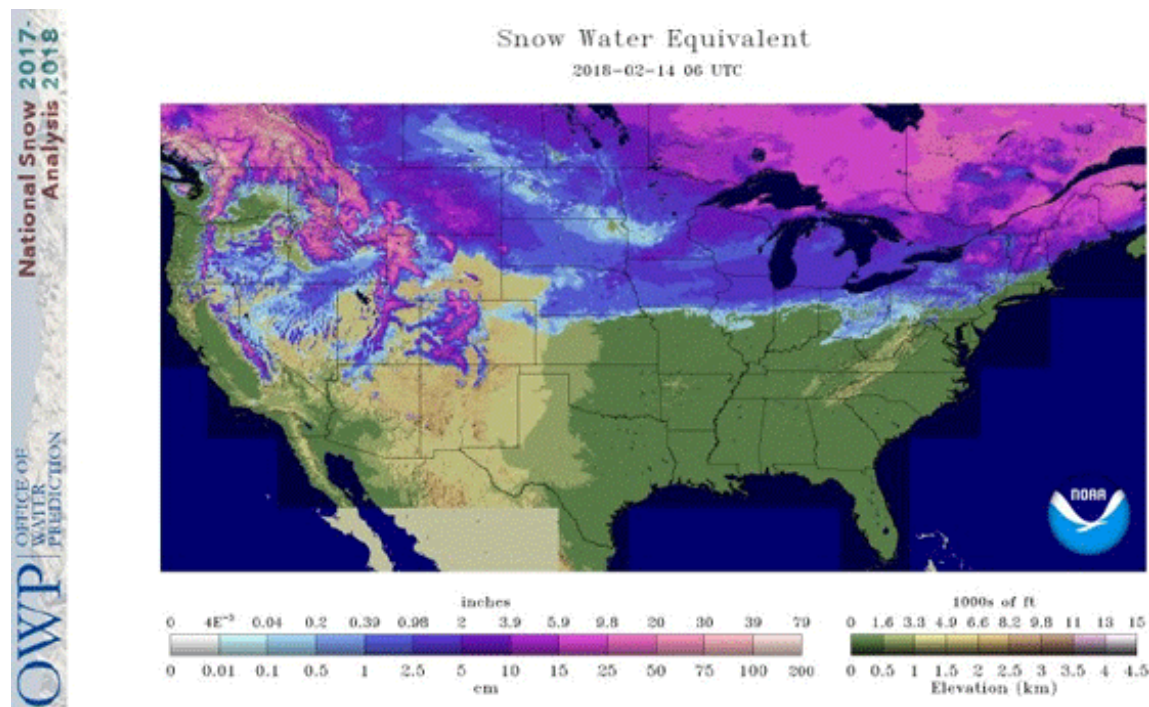 National Snow 2017-
Analysis 2018
OWP
OFFICE OF
WATER
PREDICTION
Snow Water Equivalent
2018-02-14 06 UTC
NOAA
inches
0 4E⁻³ 0.04 0.2 0.39 0.98 2 3.9 5.9 9.8 20 30 39 79
0 0.01 0.1 0.5 1 2.5 5 10 15 25 50 75 100 200
cm
1000s of ft
0 1.6 3.3 4.9 6.6 8.2 9.8 11 13 15
0 0.5 1 1.5 2 2.5 3 3.5 4 4.5
Elevation (km)